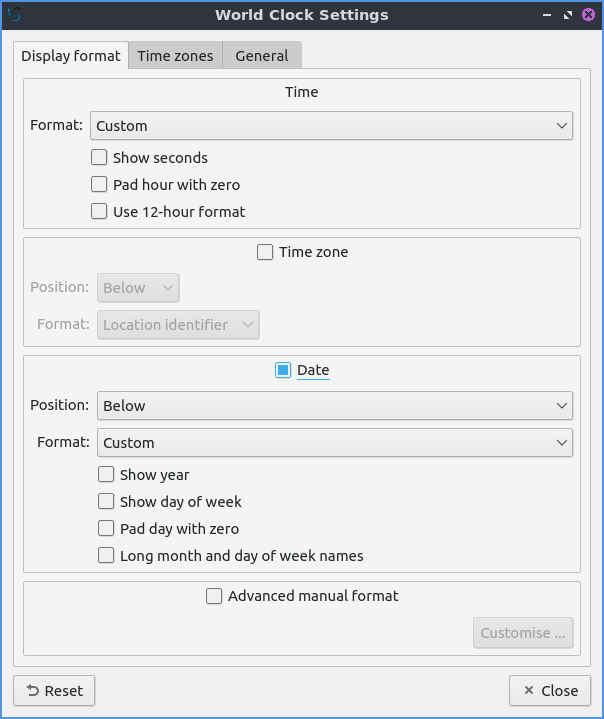 World Clock Settings
Display format Time zones General
Time
Format: Custom
Show seconds
Pad hour with zero
Use 12-hour format
Time zone
Position: Below
Format: Location identifier
Date
Position: Below
Format: Custom
Show year
Show day of week
Pad day with zero
Long month and day of week names
Advanced manual format
Customise ...
Reset Close